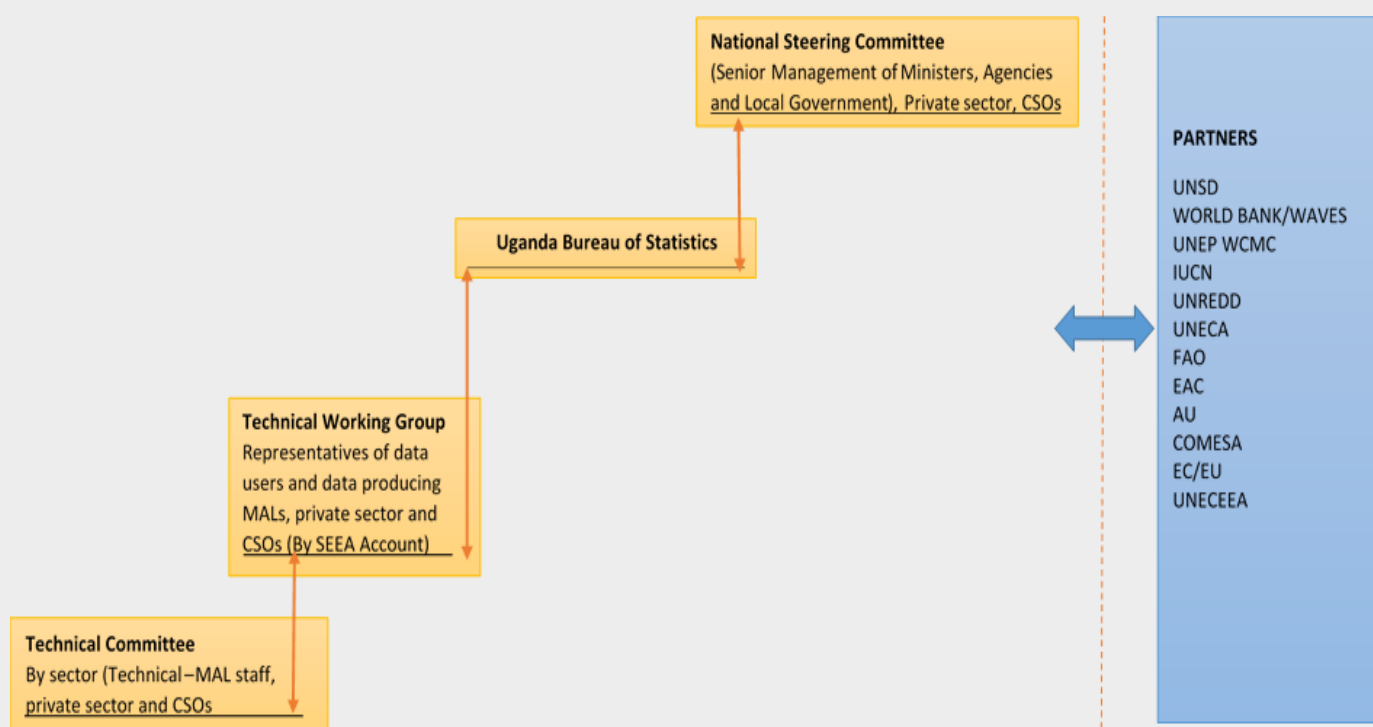 National Steering Committee
(Senior Management of Ministers, Agencies
and Local Government), Private sector, CSOs
Uganda Bureau of Statistics
Technical Working Group
Representatives of data
users and data producing
MALs, private sector and
CSOs (By SEEA Account)
Technical Committee
By sector (Technical–MAL staff,
private sector and CSOs
PARTNERS
UNSD
WORLD BANK/WAVES
UNEP WCMC
IUCN
UNREDD
UNECA
FAO
EAC
AU
COMESA
EC/EU
UNECEEA